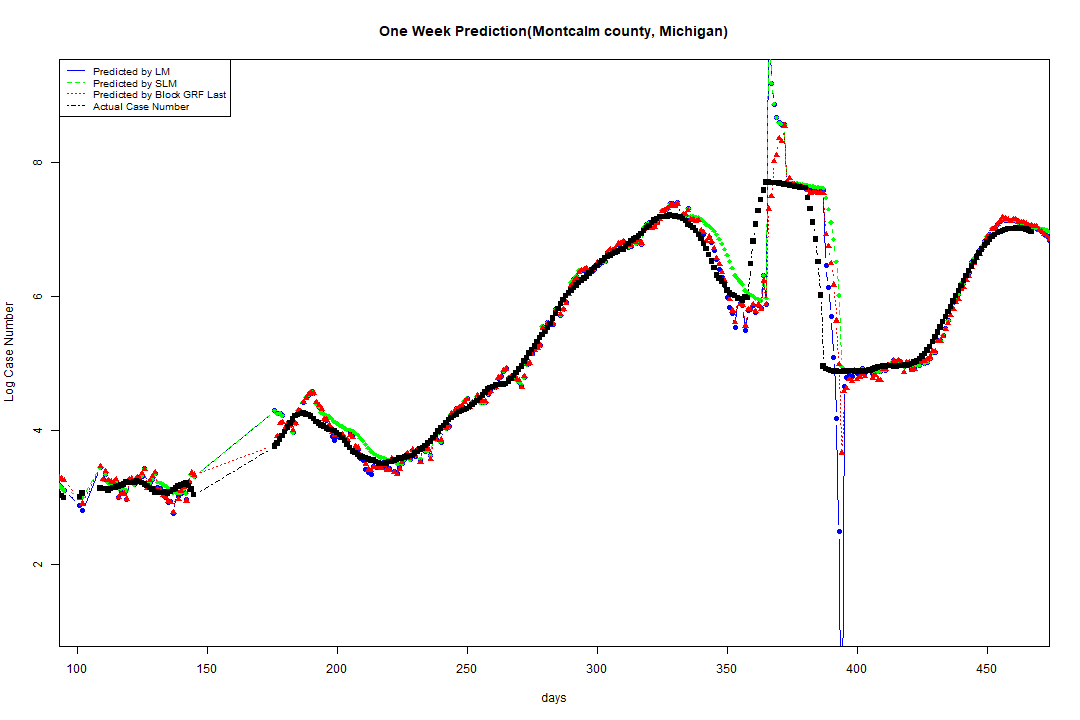 One Week Prediction(Montcalm county, Michigan)
Predicted by LM
Predicted by SLM
Predicted by Block GRF Last
Actual Case Number
8
6
4
2
Log Case Number
100 150 200 250 300 350 400 450
days